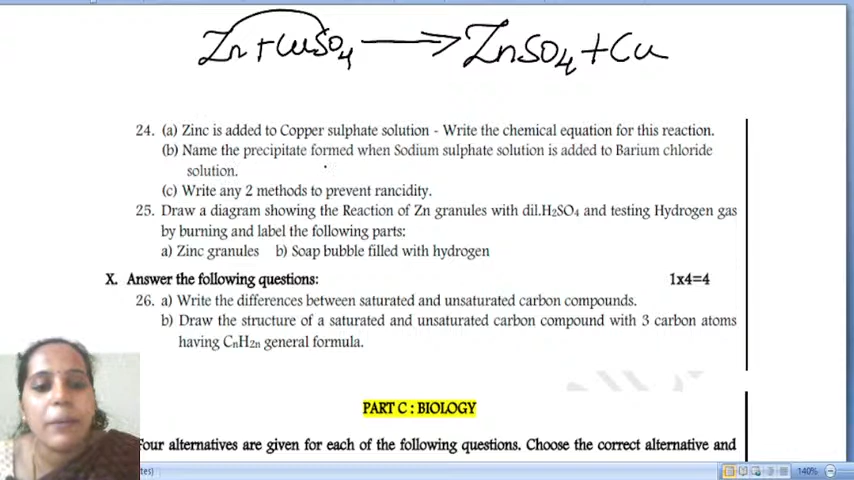 Zn + CuSO4 → ZnSO4 + Cu
24. (a) Zinc is added to Copper sulphate solution - Write the chemical equation for this reaction.
(b) Name the precipitate formed when Sodium sulphate solution is added to Barium chloride
solution.
(c) Write any 2 methods to prevent rancidity.
25. Draw a diagram showing the Reaction of Zn granules with dil.H2SO4 and testing Hydrogen gas
by burning and label the following parts:
a) Zinc granules b) Soap bubble filled with hydrogen
X. Answer the following questions: 1x4=4
26. a) Write the differences between saturated and unsaturated carbon compounds.
b) Draw the structure of a saturated and unsaturated carbon compound with 3 carbon atoms
having CnH2n general formula.
PART C : BIOLOGY
Four alternatives are given for each of the following questions. Choose the correct alternative and
tes) 140%